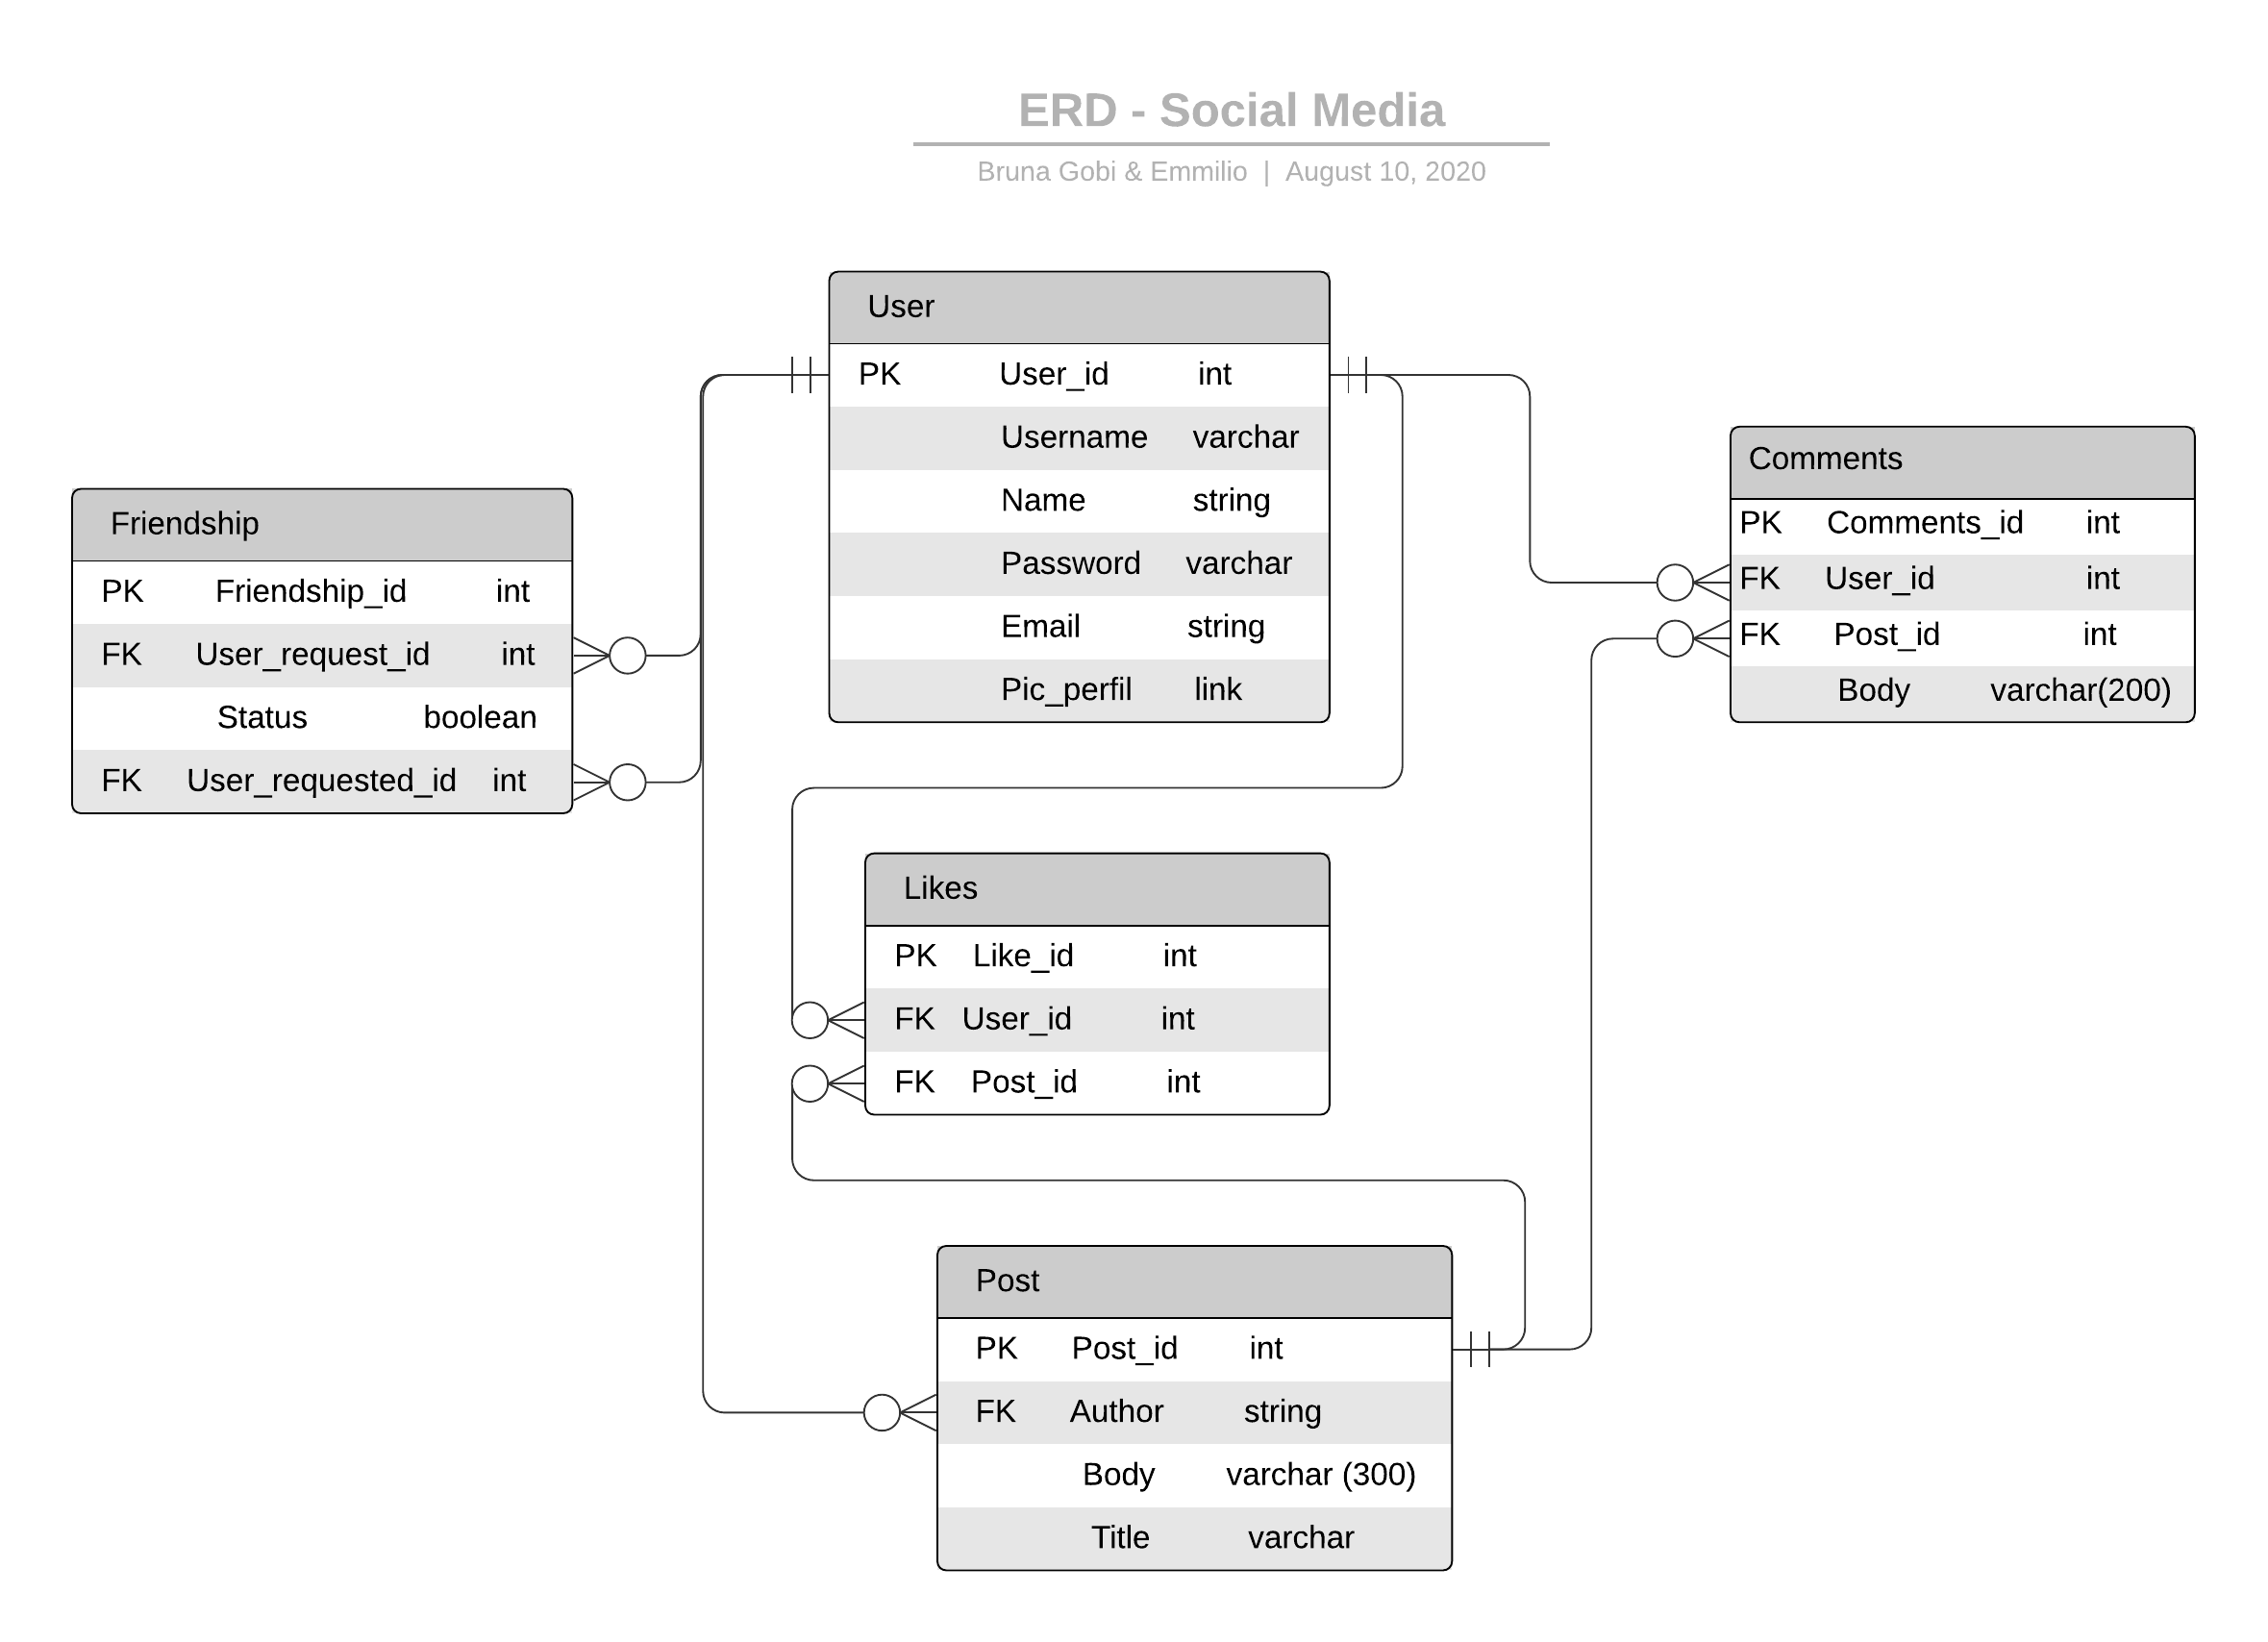 ERD - Social Media
Bruna Gobi & Emmilio | August 10, 2020
User
PK User_id int
Username varchar
Name string
Password varchar
Email string
Pic_perfil link
Friendship
PK Friendship_id int
FK User_request_id int
Status boolean
FK User_requested_id int
Comments
PK Comments_id int
FK User_id int
FK Post_id int
Body varchar(200)
Likes
PK Like_id int
FK User_id int
FK Post_id int
Post
PK Post_id int
FK Author string
Body varchar (300)
Title varchar